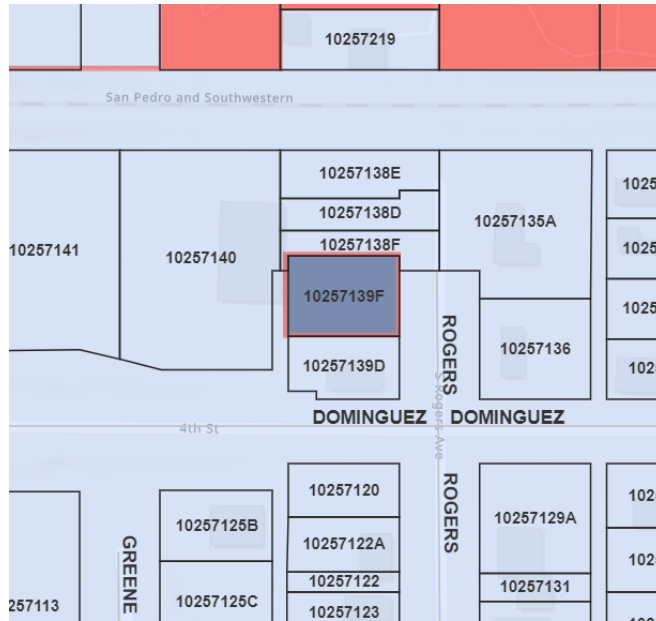 10257219
San Pedro and Southwestern
10257138E
10257138D
10257135A
10257138F
10257141
10257140
10257139F
ROGERS
10257136
10257139D
DOMINGUEZ
DOMINGUEZ
4th St
S Rogers Ave
10257120
ROGERS
10257125B
10257122A
10257129A
GREENE
10257122
10257131
10257125C
10257123